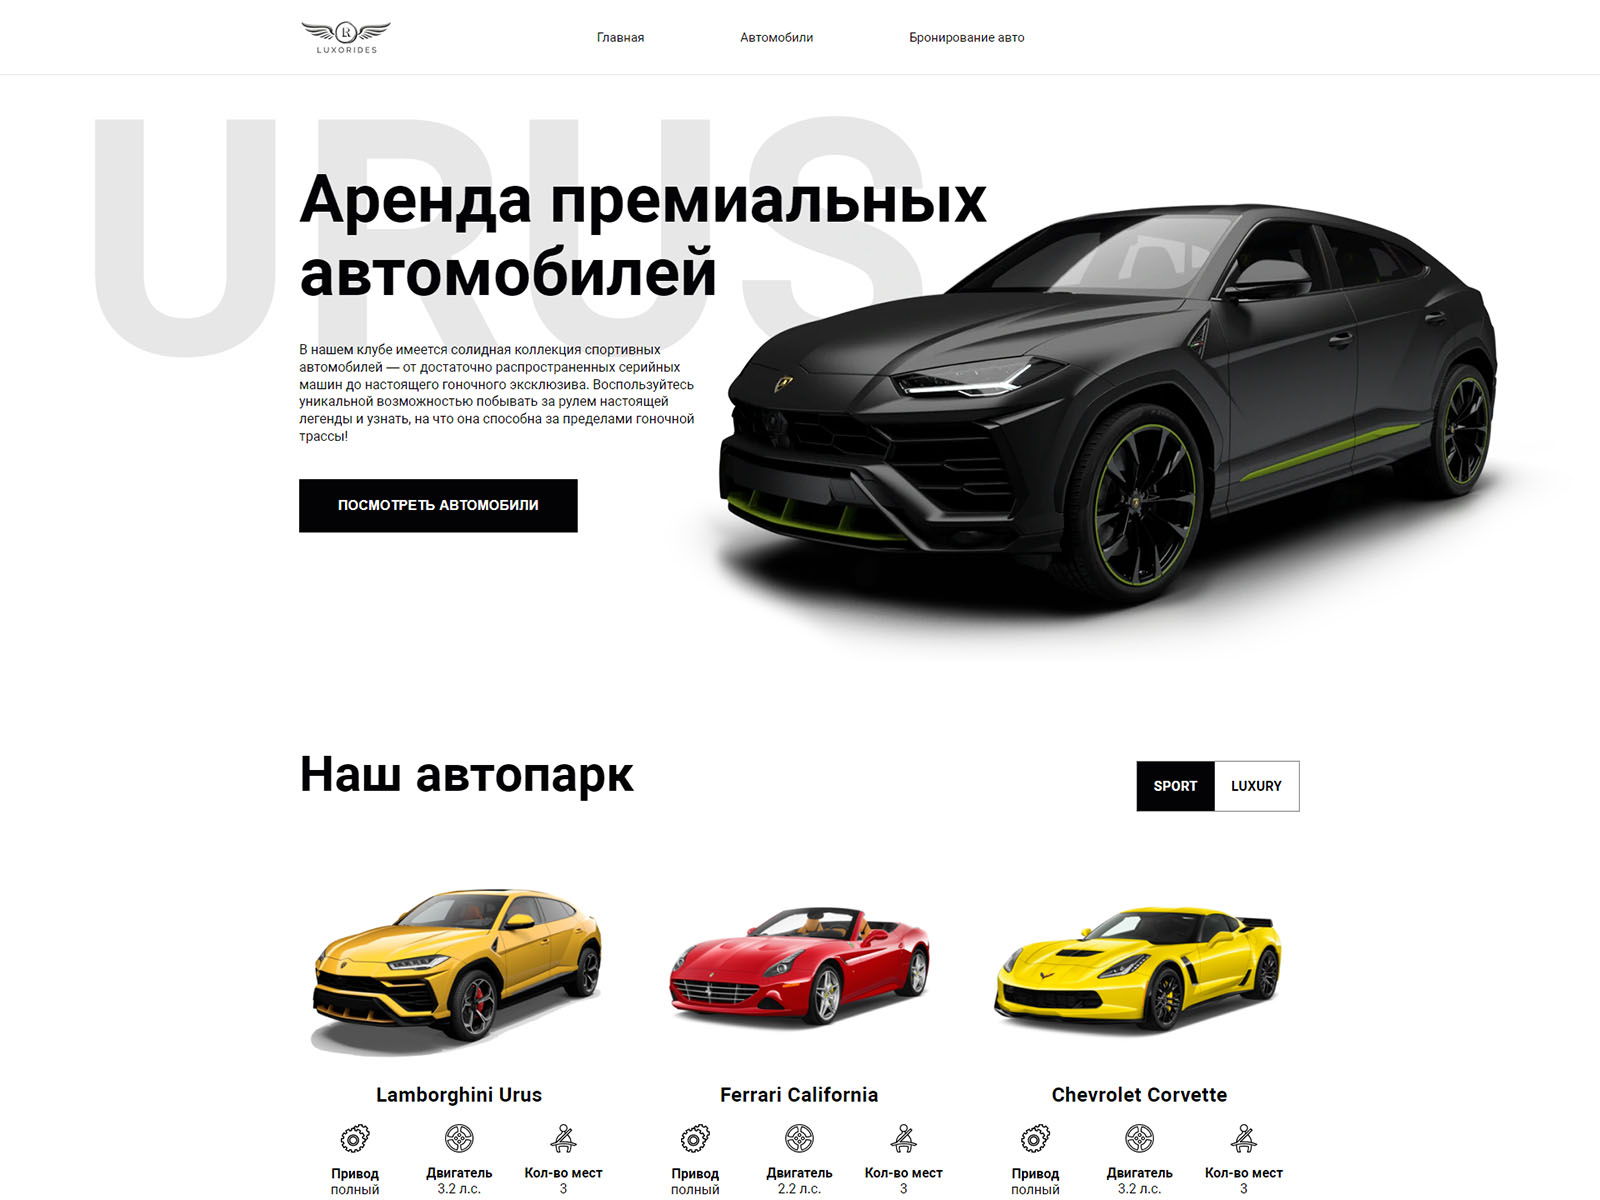 LR
LUXORIDES
Главная
Автомобили
Бронирование авто
URUS
Аренда премиальных
автомобилей
В нашем клубе имеется солидная коллекция спортивных
автомобилей — от достаточно распространенных серийных
машин до настоящего гоночного эксклюзива. Воспользуйтесь
уникальной возможностью побывать за рулем настоящей
легенды и узнать, на что она способна за пределами гоночной
трассы!
ПОСМОТРЕТЬ АВТОМОБИЛИ
Наш автопарк
SPORT
LUXURY
Lamborghini Urus
Привод
полный
Двигатель
3.2 л.с.
Кол-во мест
3
Ferrari California
Привод
полный
Двигатель
2.2 л.с.
Кол-во мест
3
Chevrolet Corvette
Привод
полный
Двигатель
3.2 л.с.
Кол-во мест
3